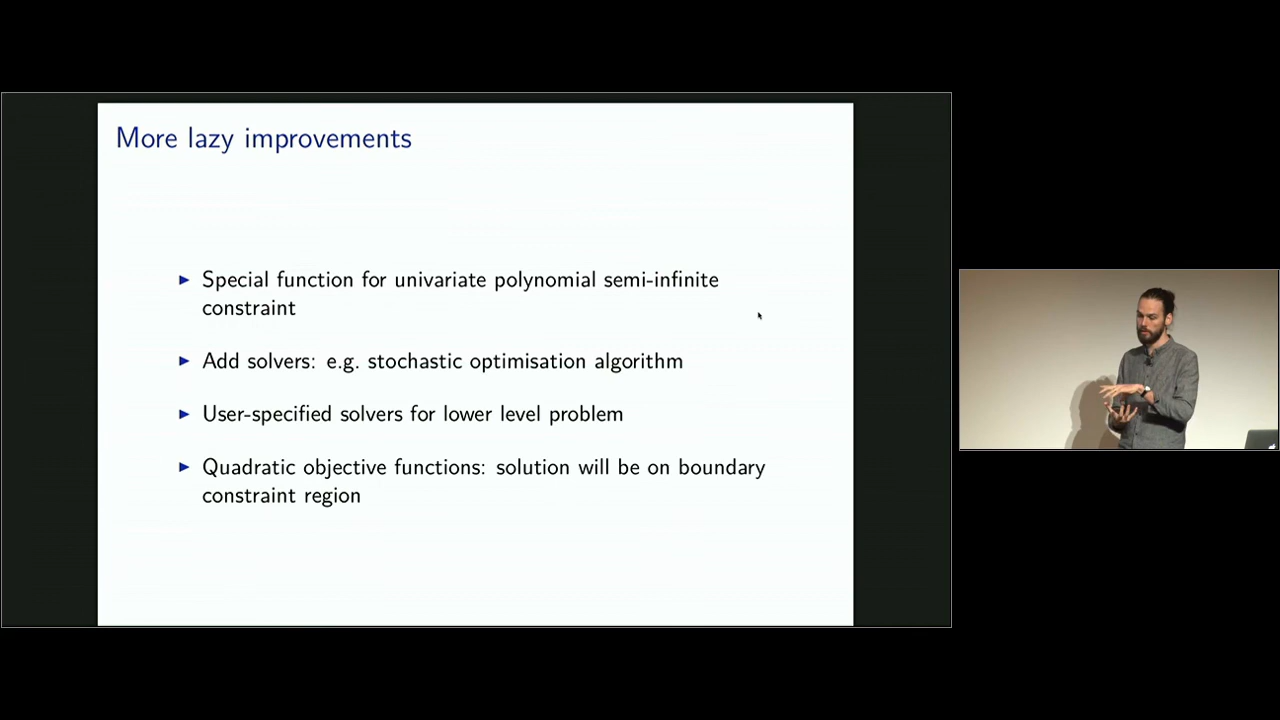 More lazy improvements
Special function for univariate polynomial semi-infinite
constraint
Add solvers: e.g. stochastic optimisation algorithm
User-specified solvers for lower level problem
Quadratic objective functions: solution will be on boundary
constraint region